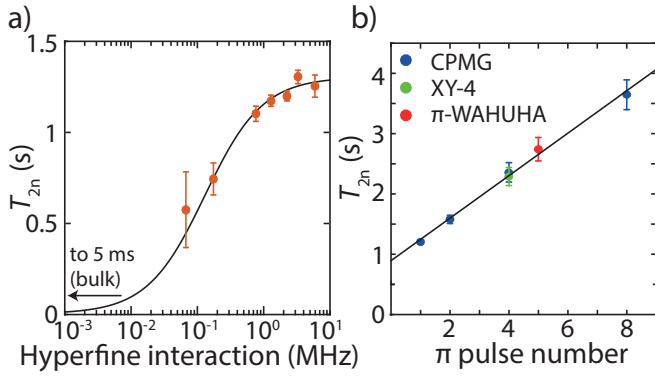 a)
1.5
1
0.5
0
T2n (s)
to 5 ms
(bulk)
10-3 10-2 10-1 100 101
Hyperfine interaction (MHz)
b)
CPMG
XY-4
π-WAHUHA
5
4
3
2
1
0
T2n (s)
2 4 6 8
π pulse number